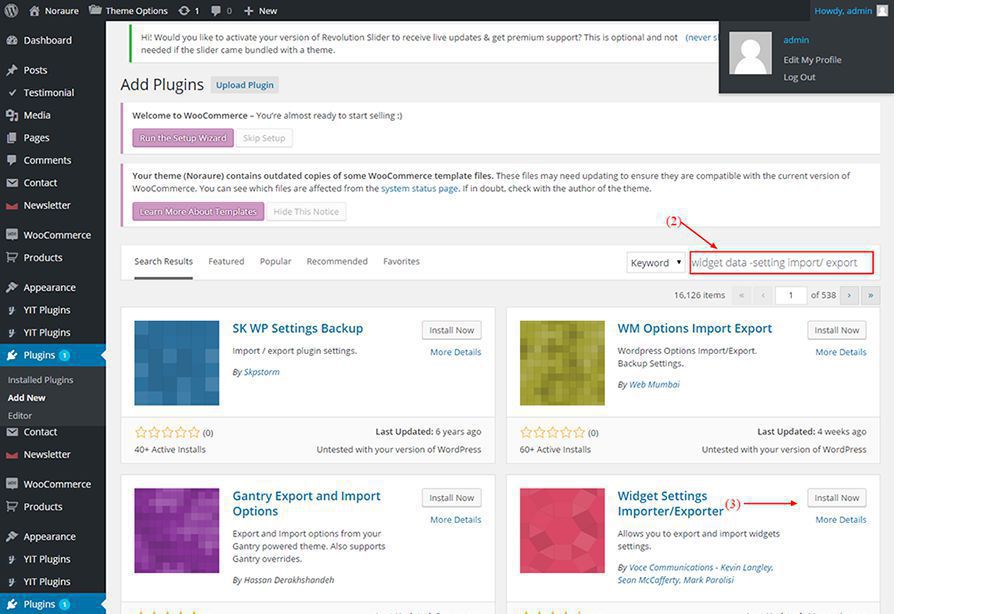 Noraure Theme Options 1 0 New Howdy, admin
admin
Edit My Profile
Log Out
Dashboard
Posts
Testimonial
Media
Pages
Comments
Contact
Newsletter
WooCommerce
Products
Appearance
YIT Plugins
YIT Plugins
Plugins 1
Installed Plugins
Add New
Editor
Contact
Newsletter
WooCommerce
Products
Appearance
YIT Plugins
YIT Plugins
Plugins 1
Hi! Would you like to activate your version of Revolution Slider to receive live updates & get premium support? This is optional and not (never s
needed if the slider came bundled with a theme.
Add Plugins Upload Plugin
Welcome to WooCommerce – You're almost ready to start selling :)
Run the Setup Wizard Skip Setup
Your theme (Noraure) contains outdated copies of some WooCommerce template files. These files may need updating to ensure they are compatible with the current version of
WooCommerce. You can see which files are affected from the system status page. If in doubt, check with the author of the theme.
Learn More About Templates Hide This Notice
(2)
Search Results Featured Popular Recommended Favorites Keyword widget data -setting import/ export
16,126 items « ‹ 1 of 538 › »
SK WP Settings Backup Install Now
Import / export plugin settings. More Details
By Skpstorm
(0) Last Updated: 6 years ago
40+ Active Installs Untested with your version of WordPress
WM Options Import Export Install Now
Wordpress Options Import/Export. More Details
Backup Settings.
By Web Mumbai
(0) Last Updated: 4 weeks ago
60+ Active Installs Untested with your version of WordPress
Gantry Export and Import Install Now
Options
More Details
Export and Import options from your
Gantry powered theme. Also supports
Gantry overrides.
By Hassan Derakhshandeh
Widget Settings Install Now
Importer/Exporter (3)
More Details
Allows you to export and import widgets
settings.
By Voce Communications - Kevin Langley,
Sean McCafferty, Mark Parolisi